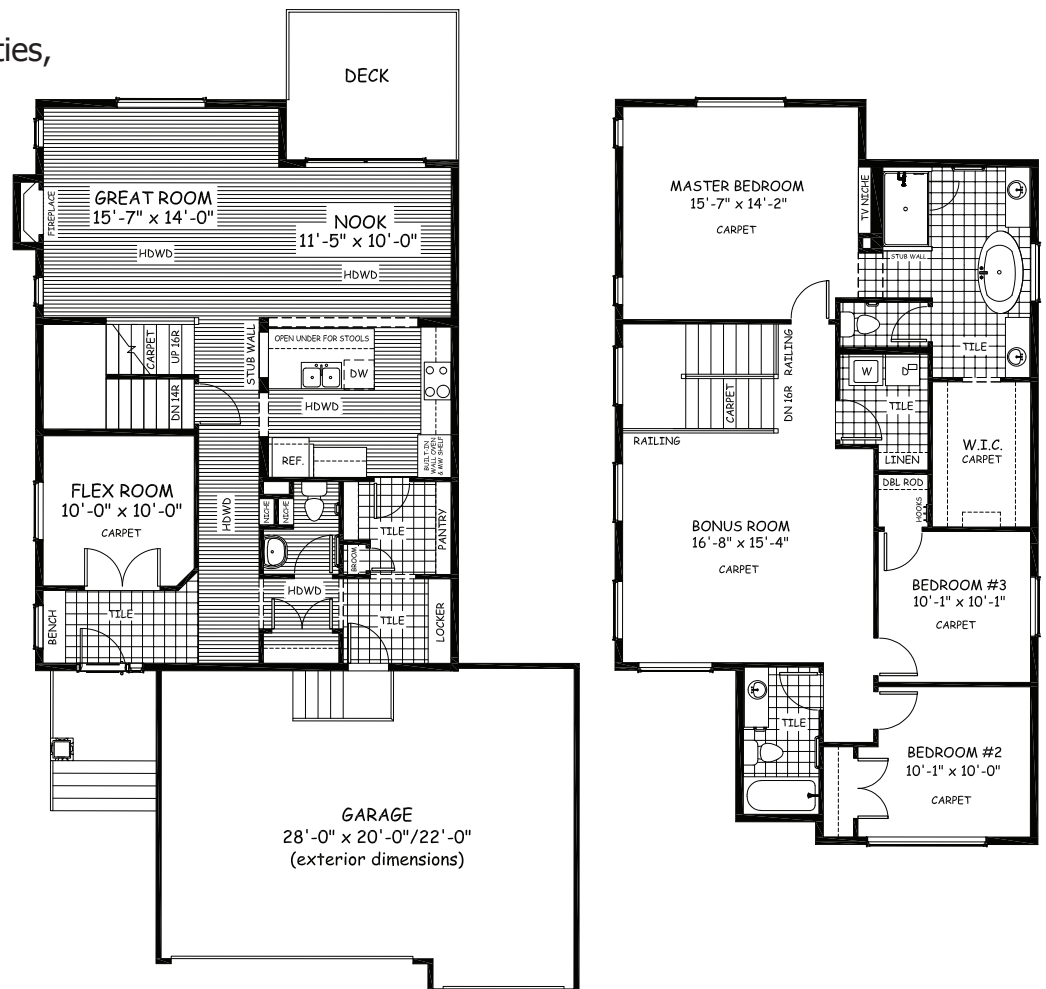 ties,
DECK
GREAT ROOM
15'-7" x 14'-0"
HDWD
FIREPLACE
NOOK
11'-5" x 10'-0"
HDWD
CARPET
UP 16R
DN 14R
STUB WALL
OPEN UNDER FOR STOOLS
DW
HDWD
REF.
BUILT-IN
WALL OVEN
& MW SHELF
FLEX ROOM
10'-0" x 10'-0"
CARPET
HDWD
NICHE
NICHE
BROOM
TILE
PANTRY
HDWD
TILE
LOCKER
BENCH
TILE
GARAGE
28'-0" x 20'-0"/22'-0"
(exterior dimensions)
MASTER BEDROOM
15'-7" x 14'-2"
CARPET
TV NICHE
STUB WALL
TILE
RAILING
CARPET
DN 16R
RAILING
W
D
TILE
LINEN
W.I.C.
CARPET
DBL ROD
HOOKS
BONUS ROOM
16'-8" x 15'-4"
CARPET
BEDROOM #3
10'-1" x 10'-1"
CARPET
TILE
BEDROOM #2
10'-1" x 10'-0"
CARPET